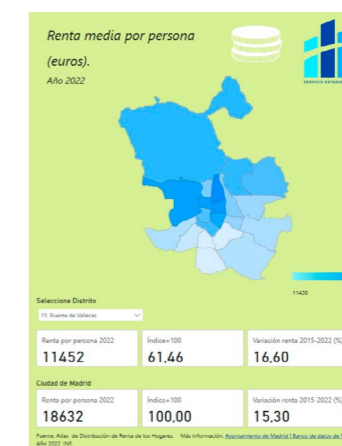 Renta media por persona
(euros).
Año 2022
SERVICIO ESTADÍS
11430
Seleccione Distrito
13. Puente de Vallecas
Renta por persona 2022
Índice=100
Variación renta 2015-2022 (%)
11452
61,46
16,60
Ciudad de Madrid
Renta por persona 2022
Índice=100
Variación renta 2015-2022 (%)
18632
100,00
15,30
Fuente: Atlas de Distribución de Renta de los Hogares. Más información: Ayuntamiento de Madrid | Banco de datos de
Año 2022. INE